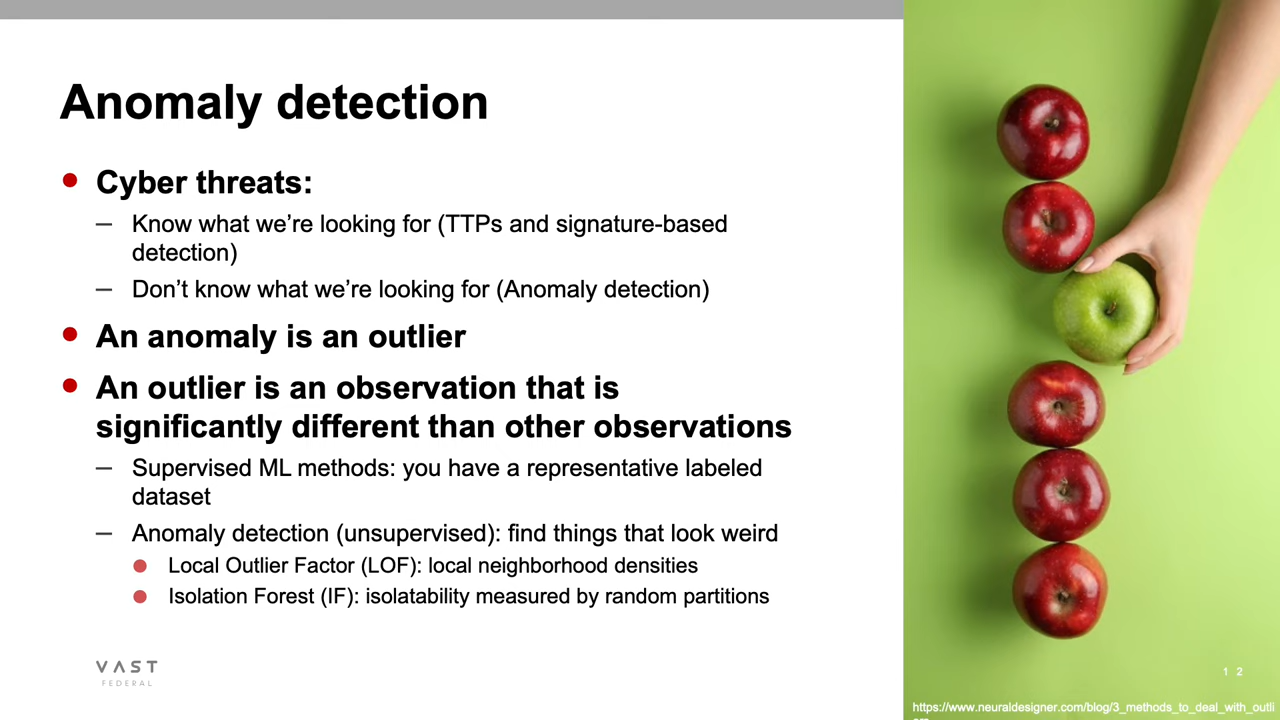 Anomaly detection
Cyber threats:
Know what we’re looking for (TTPs and signature-based
detection)
Don’t know what we’re looking for (Anomaly detection)
An anomaly is an outlier
An outlier is an observation that is
significantly different than other observations
Supervised ML methods: you have a representative labeled
dataset
Anomaly detection (unsupervised): find things that look weird
Local Outlier Factor (LOF): local neighborhood densities
Isolation Forest (IF): isolatability measured by random partitions
VAST
FEDERAL
12
https://www.neuraldesigner.com/blog/3_methods_to_deal_with_outli